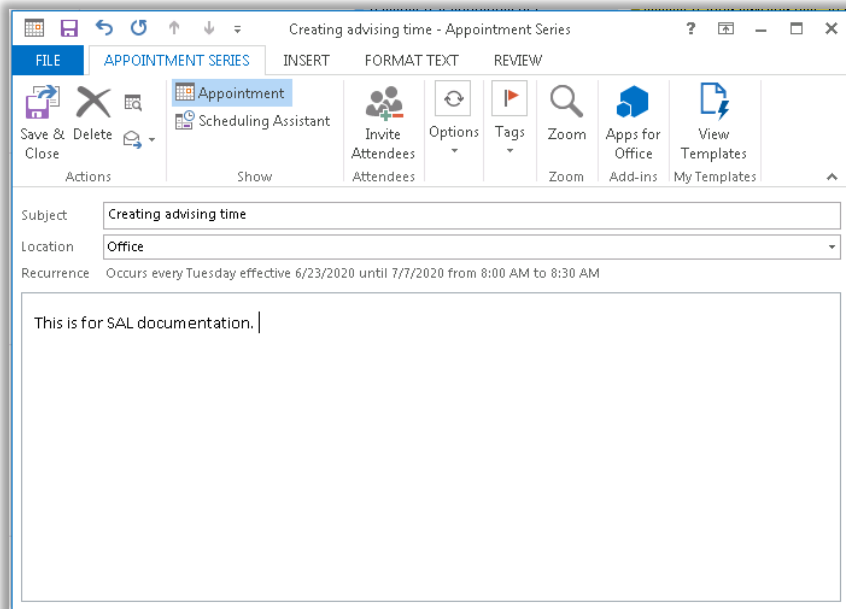 Creating advising time - Appointment Series ?
FILE APPOINTMENT SERIES INSERT FORMAT TEXT REVIEW
Save & Close
Delete
Appointment
Scheduling Assistant
Invite Attendees
Options
Tags
Zoom
Apps for Office
View Templates
Actions Show Attendees Zoom Add-ins My Templates
Subject Creating advising time
Location Office
Recurrence Occurs every Tuesday effective 6/23/2020 until 7/7/2020 from 8:00 AM to 8:30 AM
This is for SAL documentation.